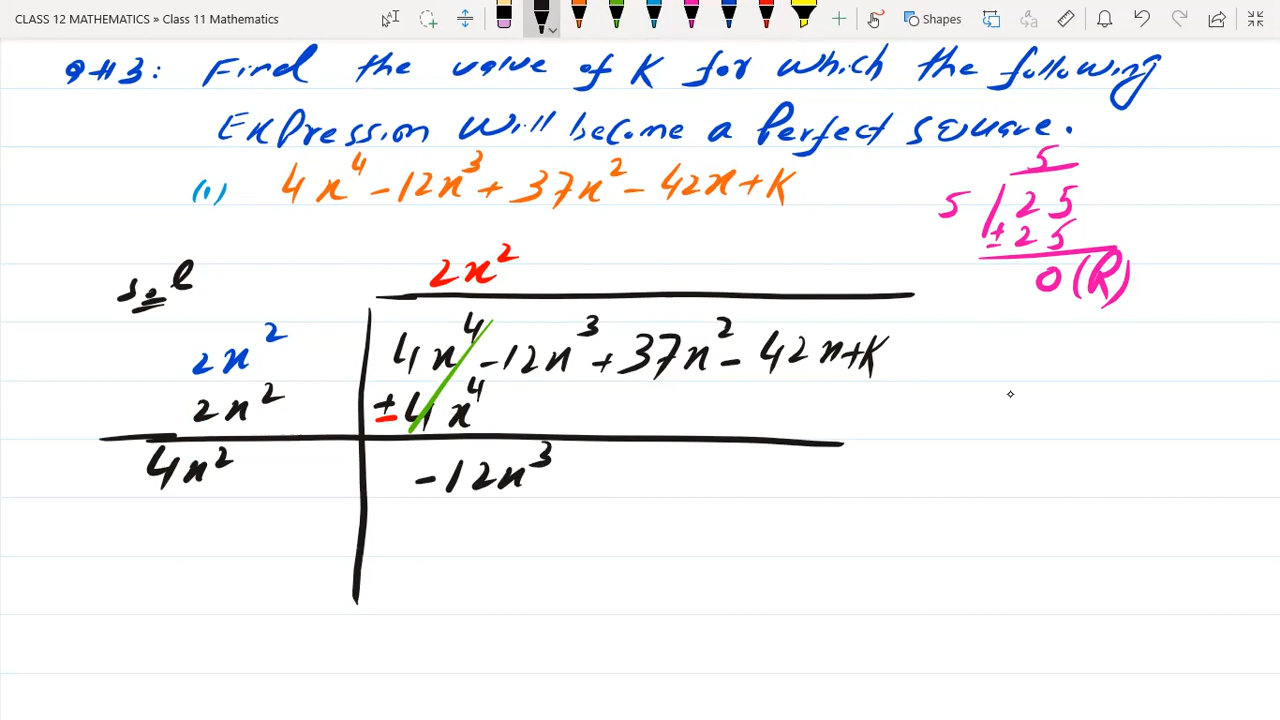 CLASS 12 MATHEMATICS » Class 11 Mathematics
Shapes
Q#3: Find the value of K for which the following
Expression will become a Perfect square.
(1) 4x⁴ - 12x³ + 37x² - 42x + K
5
5 25
± 25
0 (R)
Sol
2x²
2x² 4x⁴ - 12x³ + 37x² - 42x + K
2x² ± 4x⁴
4x² - 12x³